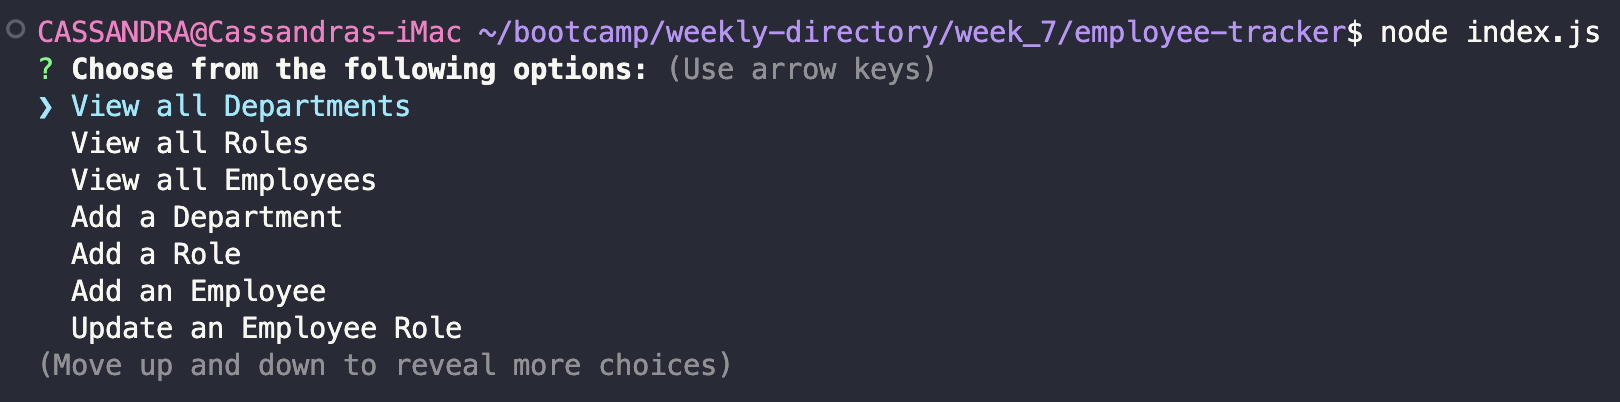 CASSANDRA@Cassandras-iMac ~/bootcamp/weekly-directory/week_7/employee-tracker$ node index.js
? Choose from the following options: (Use arrow keys)
❯ View all Departments
View all Roles
View all Employees
Add a Department
Add a Role
Add an Employee
Update an Employee Role
(Move up and down to reveal more choices)